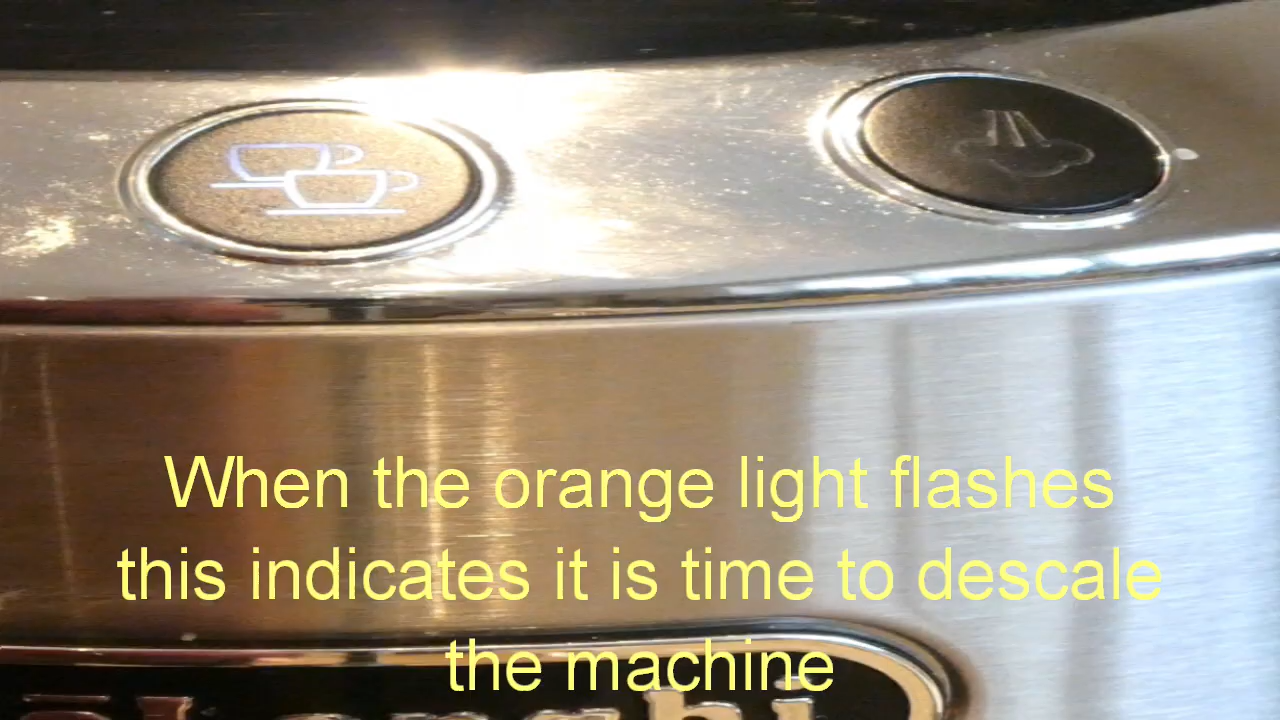 When the orange light flashes
this indicates it is time to descale
the machine